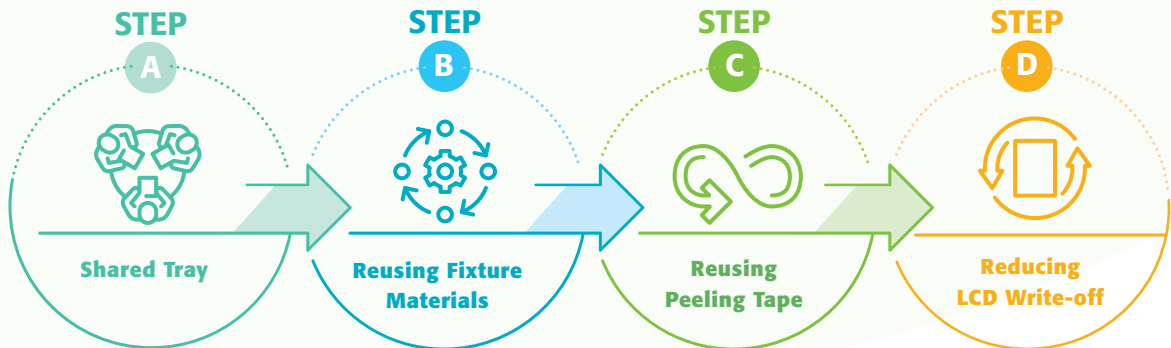 STEP
A
Shared Tray
STEP
B
Reusing Fixture
Materials
STEP
C
Reusing
Peeling Tape
STEP
D
Reducing
LCD Write-off